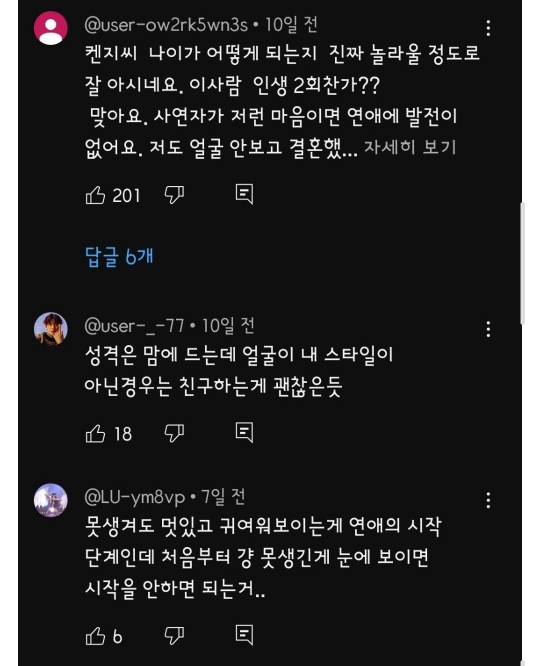 @user-ow2rk5wn3s • 10일 전
켄지씨 나이가 어떻게 되는지 진짜 놀라울 정도로
잘 아시네요. 이사람 인생 2회찬가??
맞아요. 사연자가 저런 마음이면 연애에 발전이
없어요. 저도 얼굴 안보고 결혼했... 자세히 보기
201
답글 6개
@user-_-77 • 10일 전
성격은 맘에 드는데 얼굴이 내 스타일이
아닌경우는 친구하는게 괜찮은듯
18
@LU-ym8vp • 7일 전
못생겨도 멋있고 귀여워보이는게 연애의 시작
단계인데 처음부터 걍 못생긴게 눈에 보이면
시작을 안하면 되는거..
6